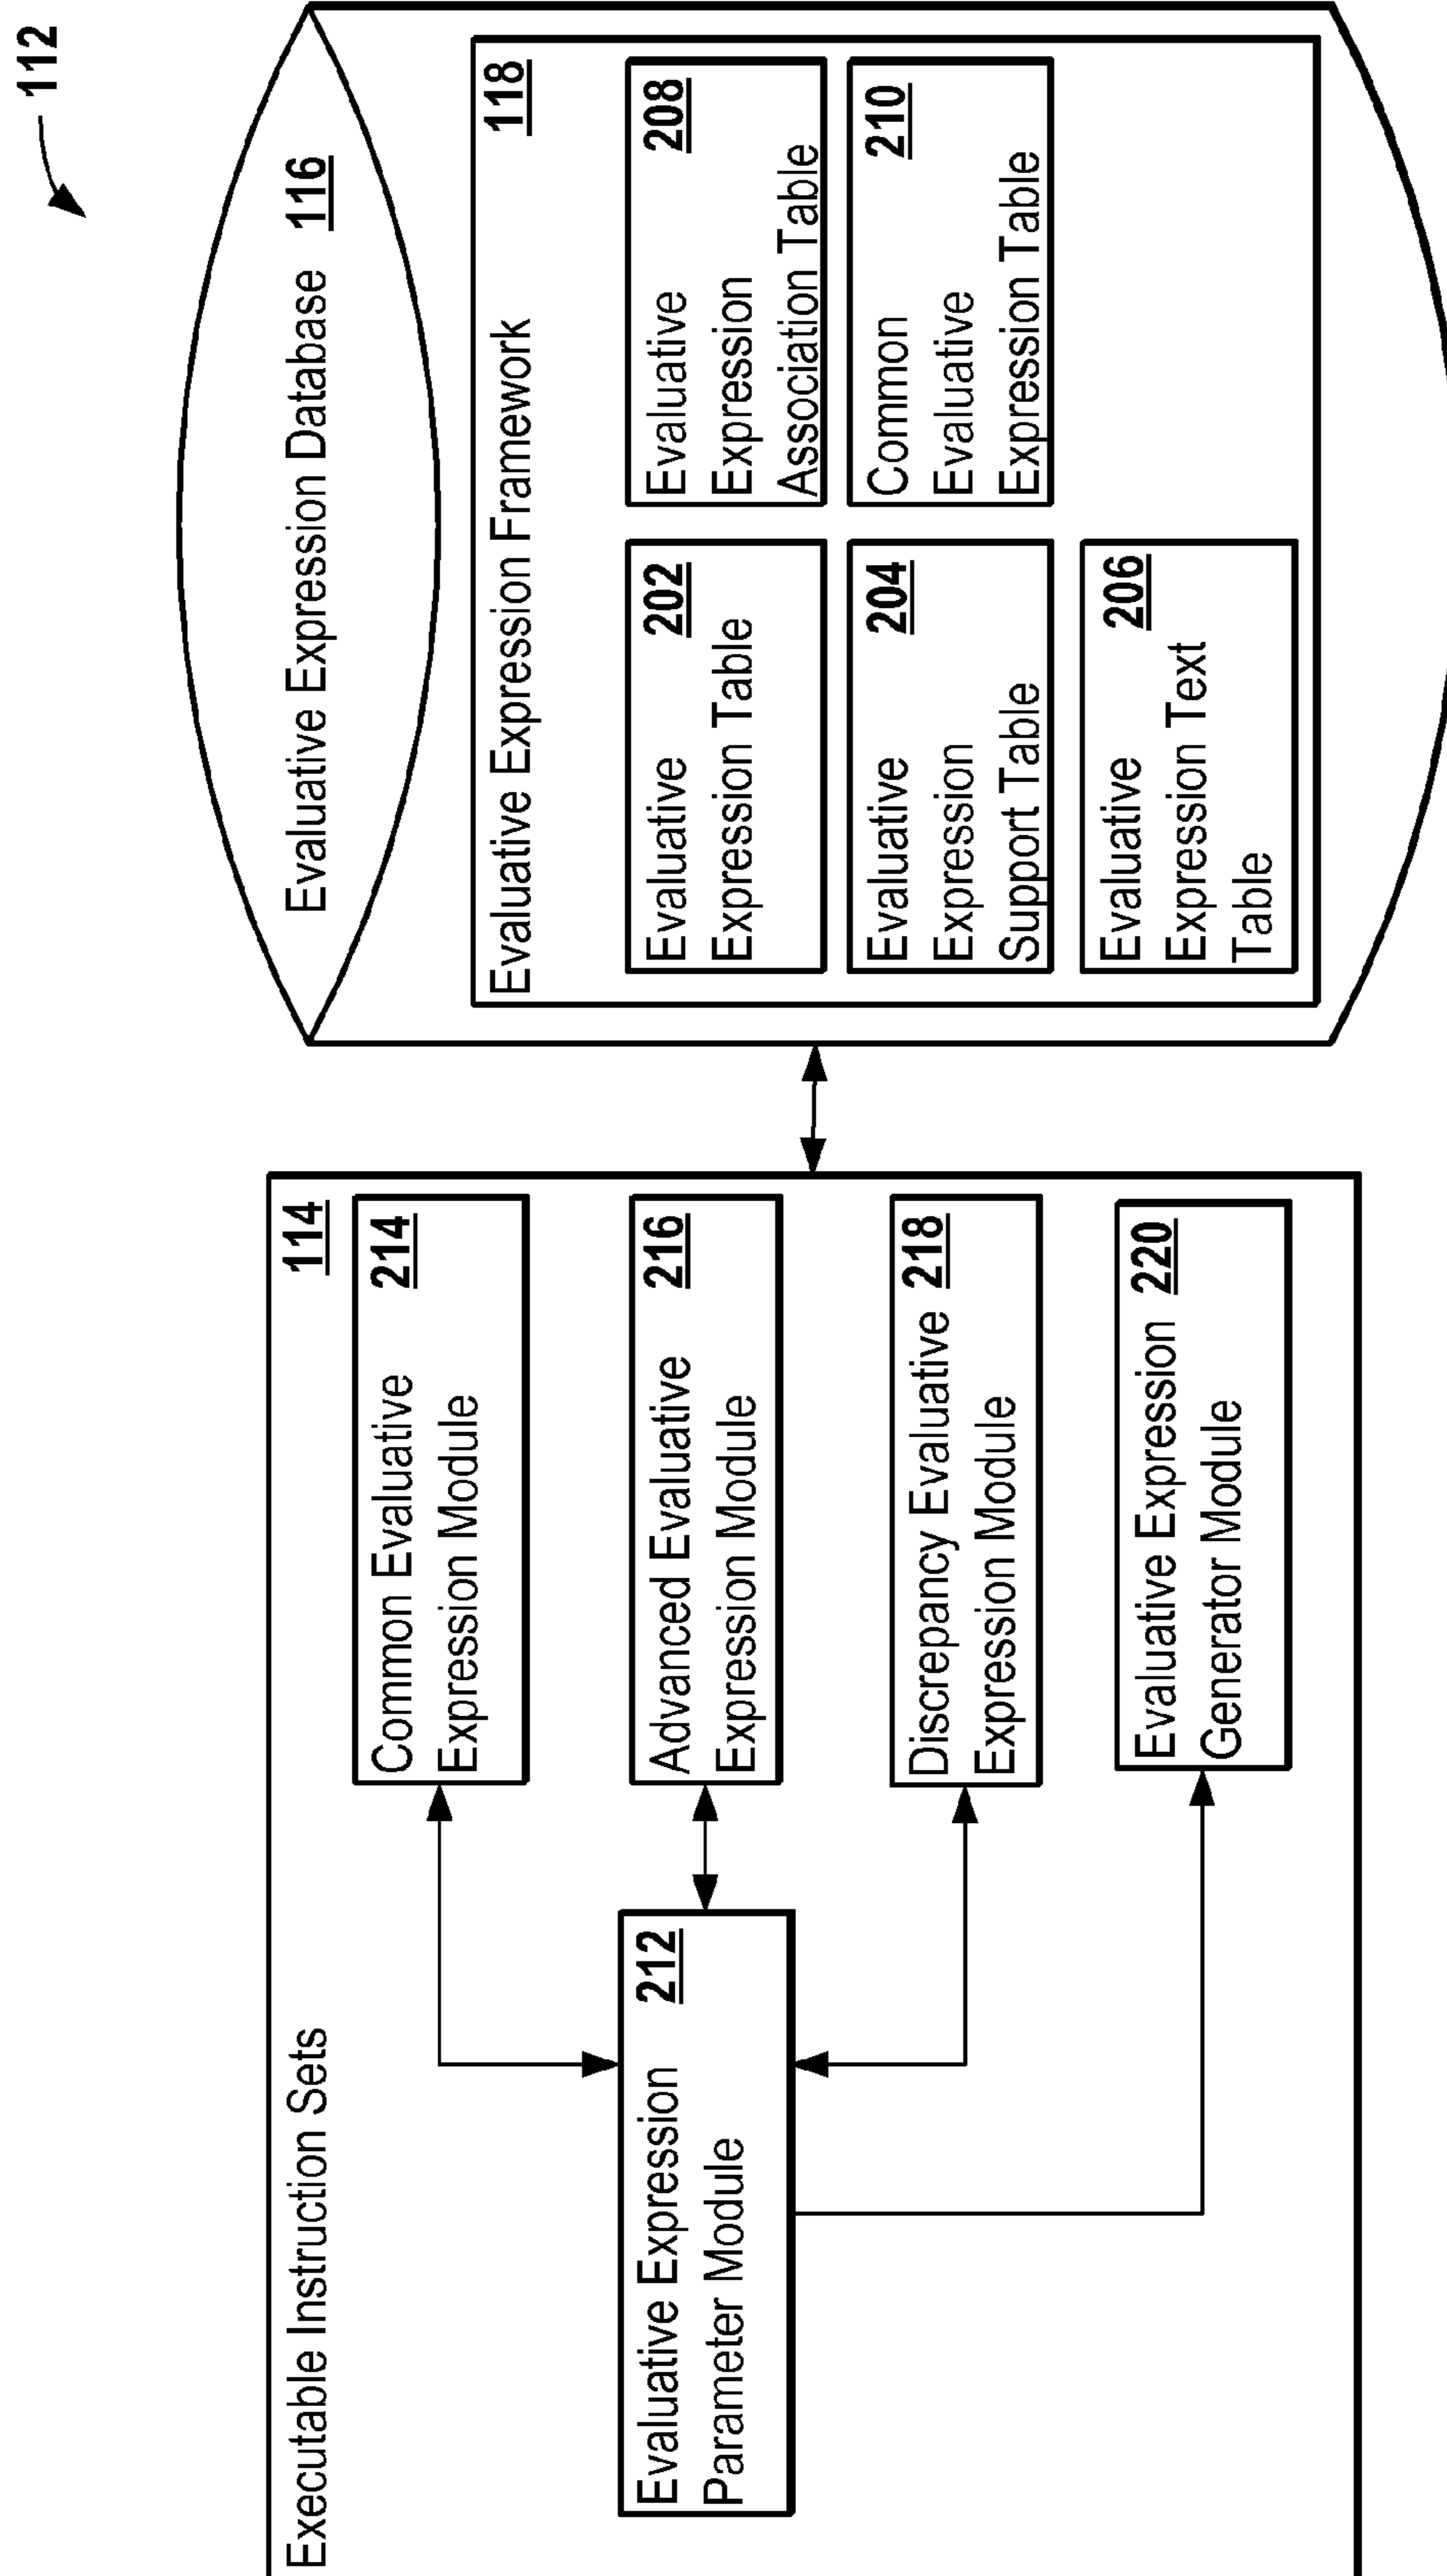 112
Executable Instruction Sets 114
Evaluative Expression 212
Parameter Module
Common Evaluative 214
Expression Module
Advanced Evaluative 216
Expression Module
Discrepancy Evaluative 218
Expression Module
Evaluative Expression 220
Generator Module
Evaluative Expression Database 116
Evaluative Expression Framework 118
Evaluative 202
Expression Table
Evaluative 204
Expression
Support Table
Evaluative 206
Expression Text
Table
Evaluative 208
Expression
Association Table
Common 210
Evaluative
Expression Table